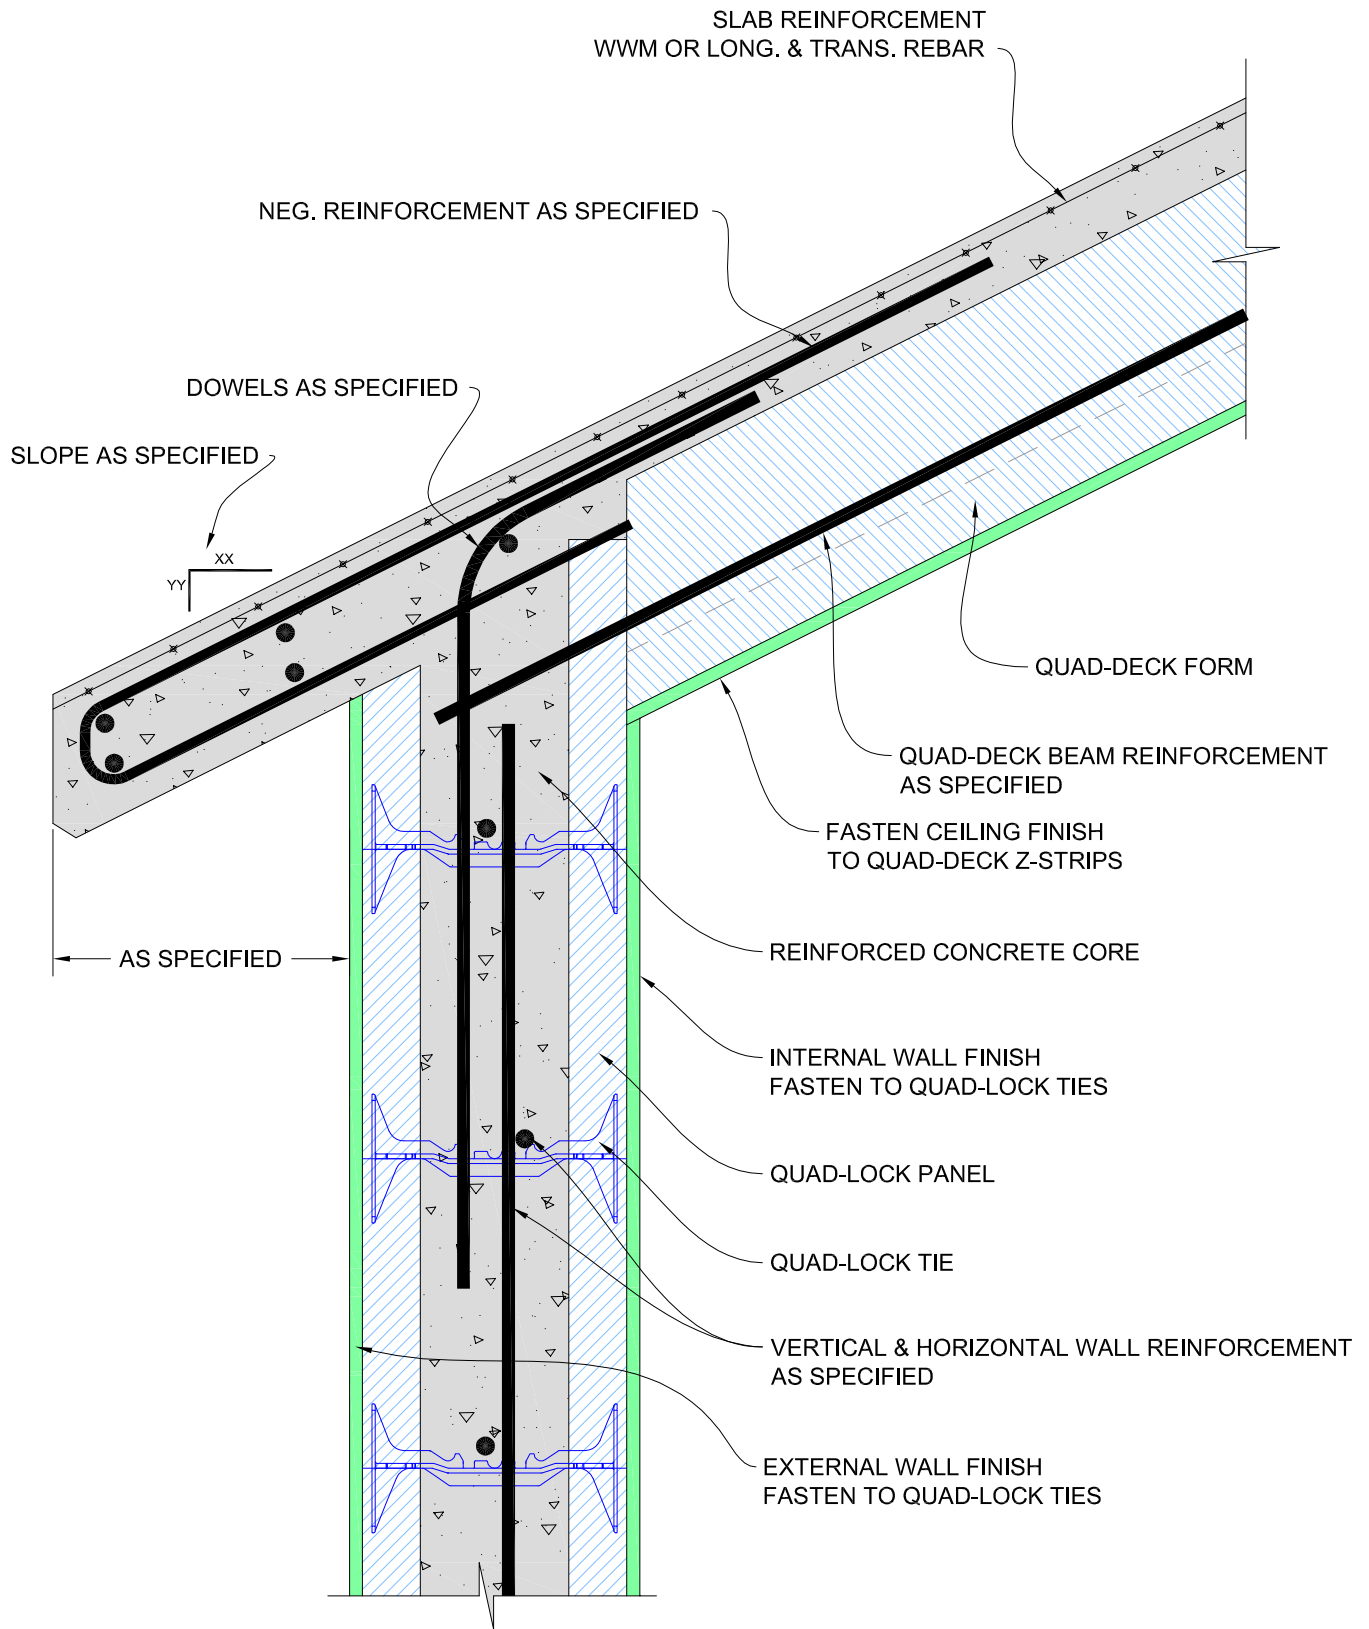 SLAB REINFORCEMENT
WWM OR LONG. & TRANS. REBAR
NEG. REINFORCEMENT AS SPECIFIED
DOWELS AS SPECIFIED
SLOPE AS SPECIFIED
XX
YY
QUAD-DECK FORM
QUAD-DECK BEAM REINFORCEMENT
AS SPECIFIED
FASTEN CEILING FINISH
TO QUAD-DECK Z-STRIPS
REINFORCED CONCRETE CORE
AS SPECIFIED
INTERNAL WALL FINISH
FASTEN TO QUAD-LOCK TIES
QUAD-LOCK PANEL
QUAD-LOCK TIE
VERTICAL & HORIZONTAL WALL REINFORCEMENT
AS SPECIFIED
EXTERNAL WALL FINISH
FASTEN TO QUAD-LOCK TIES